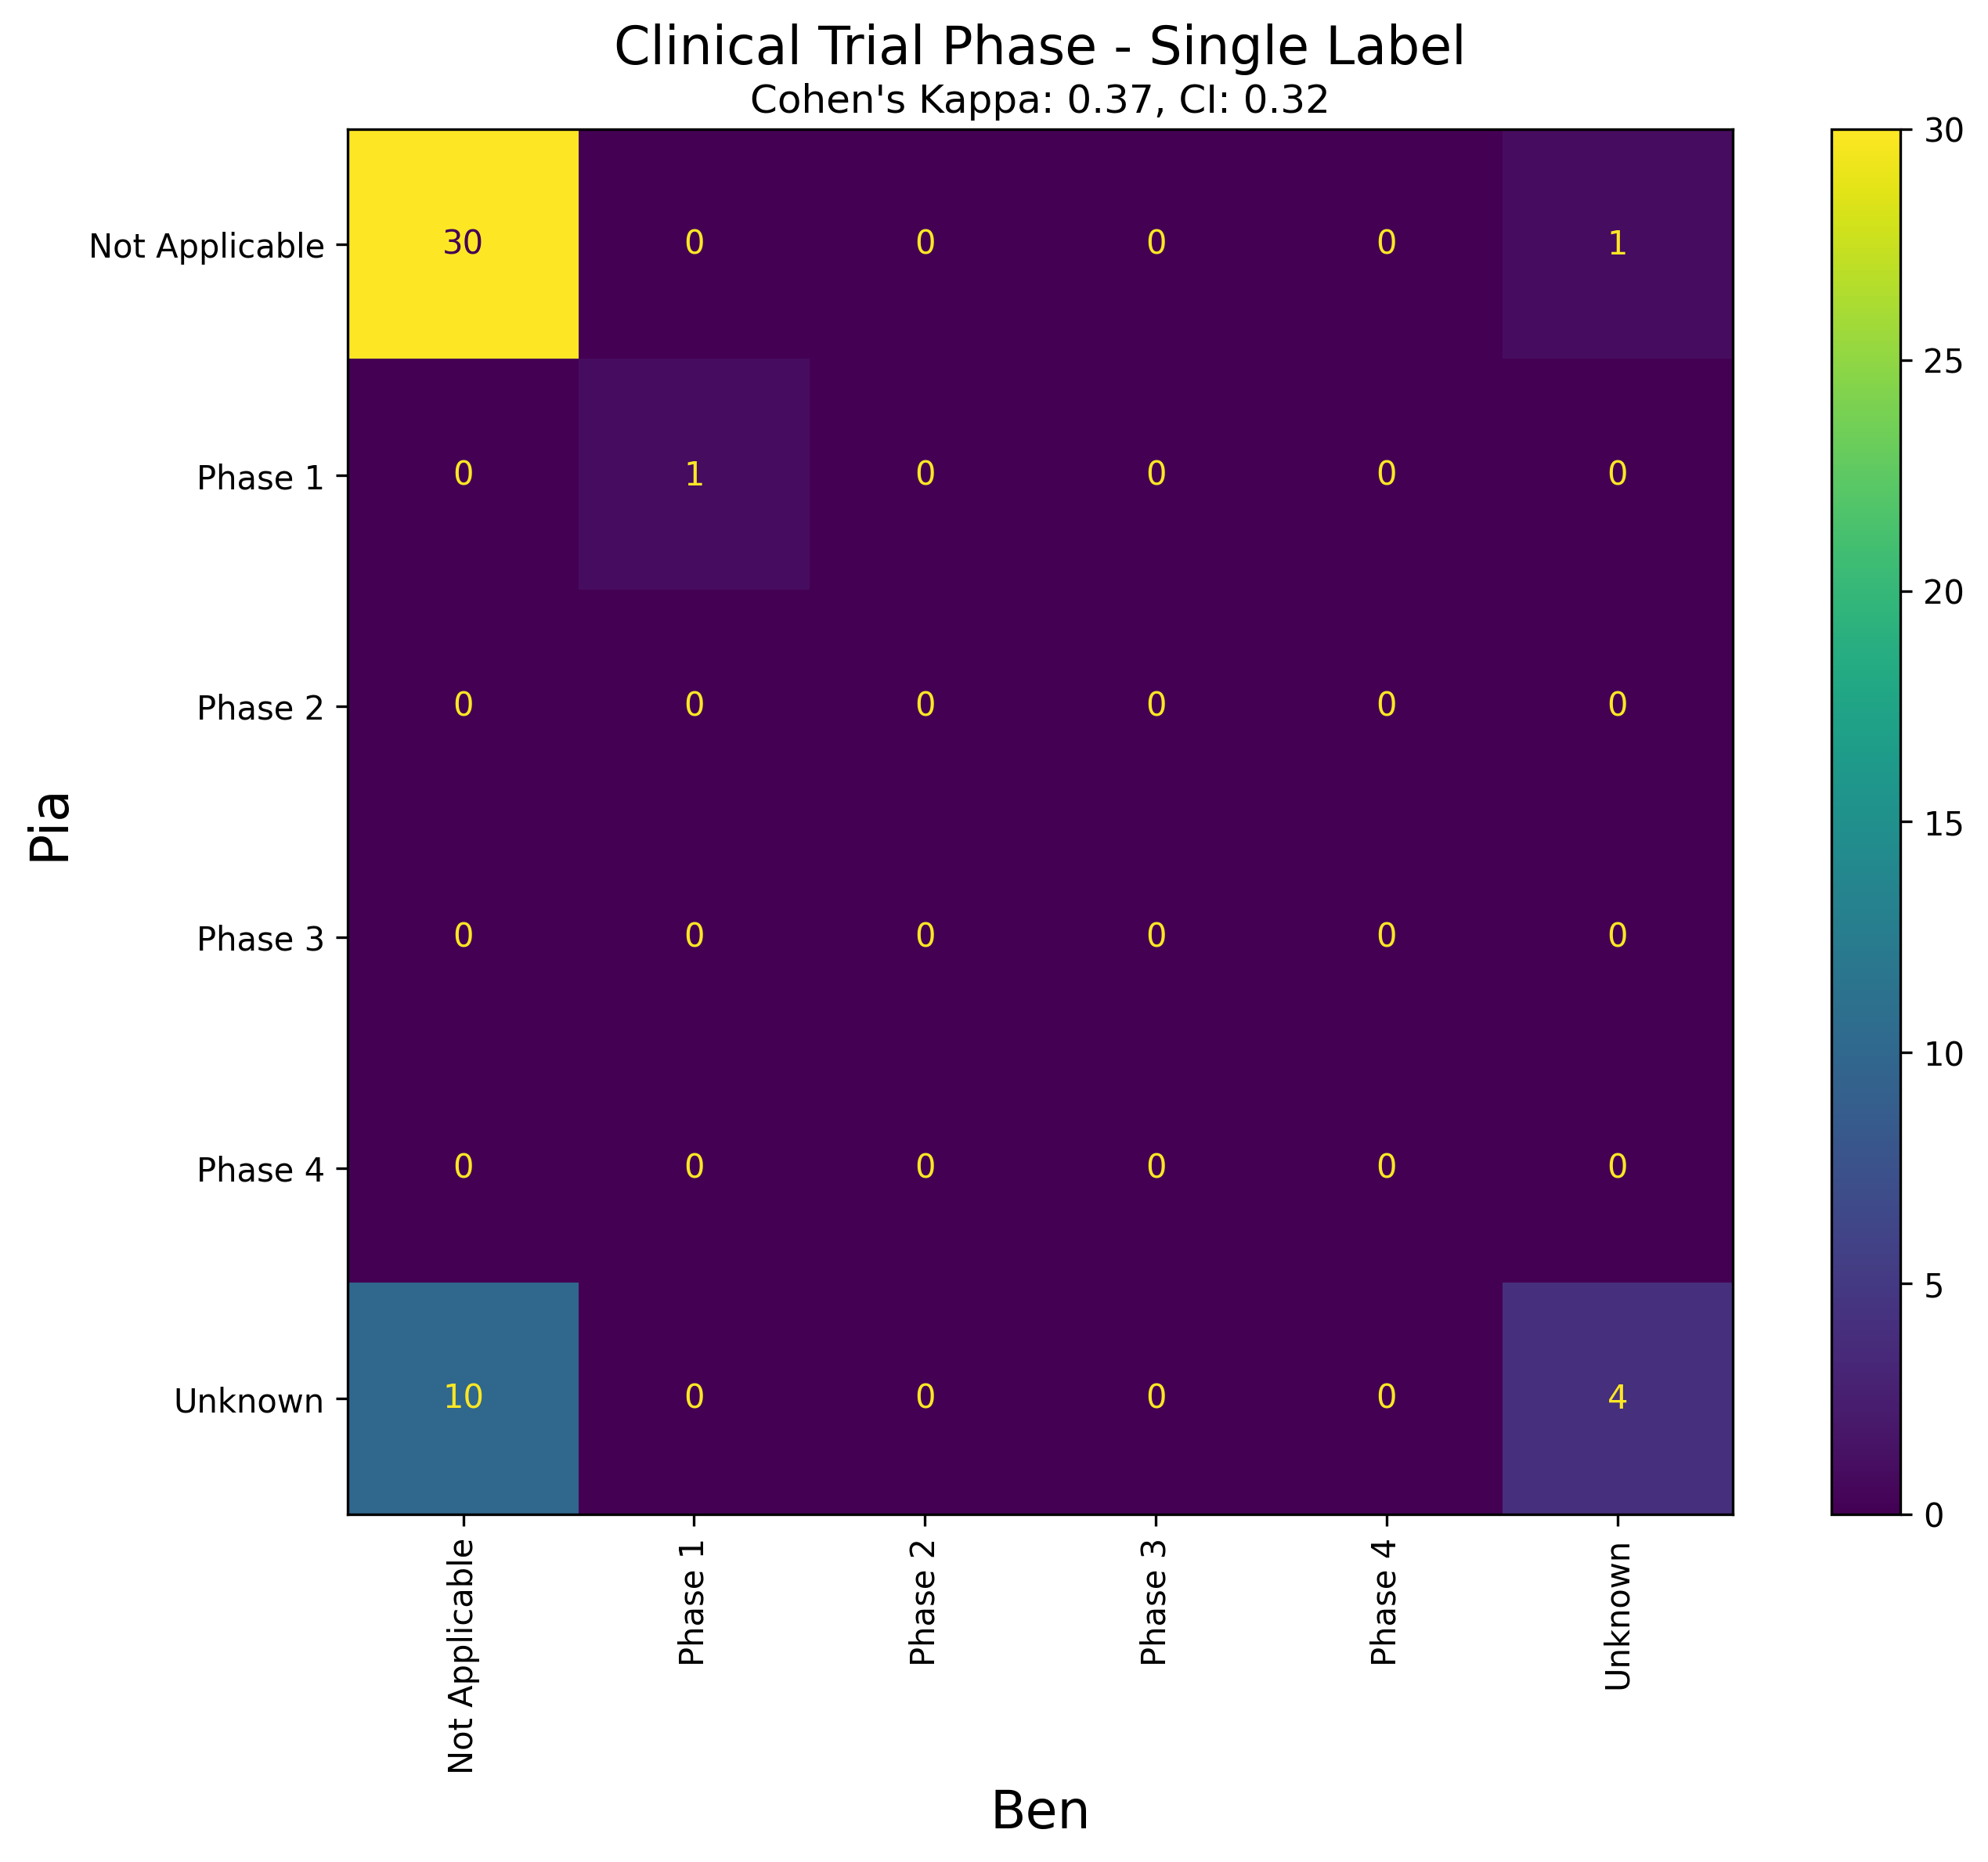 Clinical Trial Phase - Single Label
Cohen's Kappa: 0.37, CI: 0.32
Not Applicable 30 0 0 0 0 1
Phase 1 0 1 0 0 0 0
Phase 2 0 0 0 0 0 0
Phase 3 0 0 0 0 0 0
Phase 4 0 0 0 0 0 0
Unknown 10 0 0 0 0 4
Pia
Not Applicable
Phase 1
Phase 2
Phase 3
Phase 4
Unknown
Ben
30
25
20
15
10
5
0